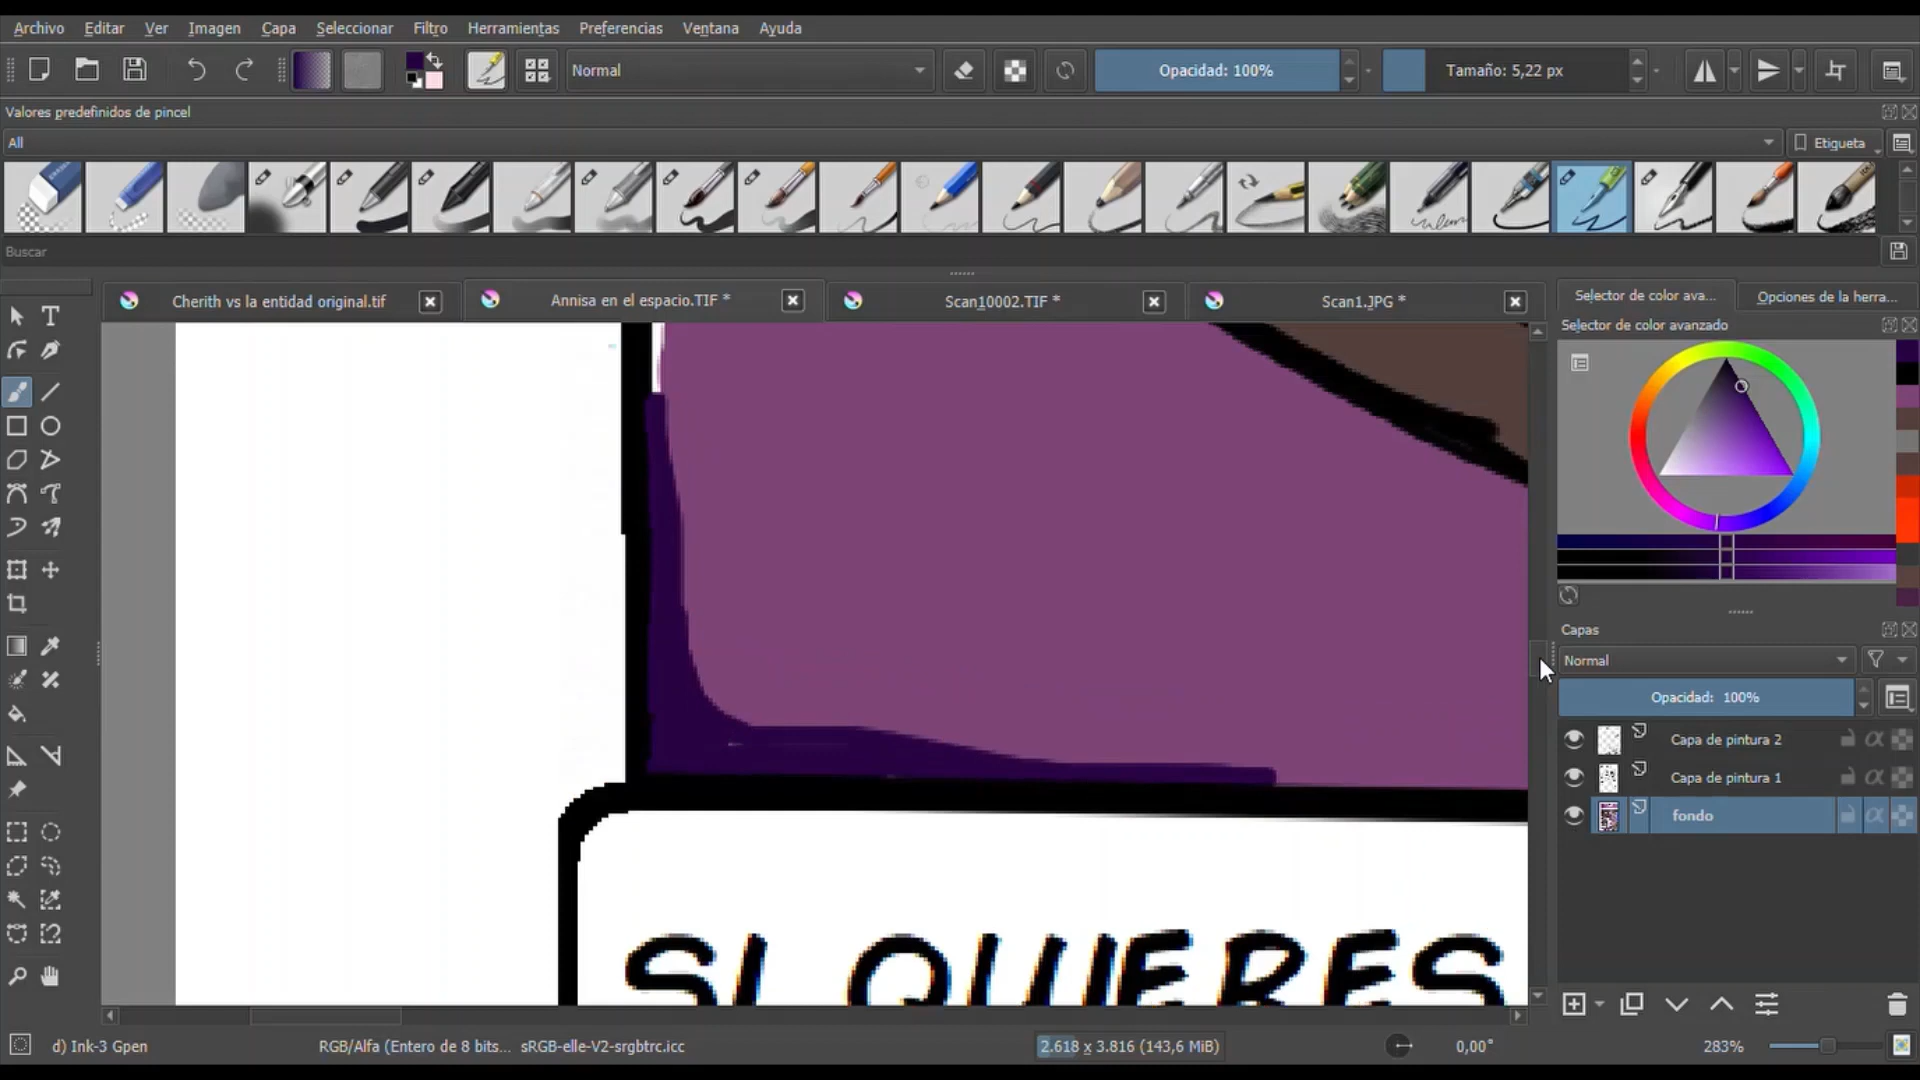 Archivo Editar Ver Imagen Capa Seleccionar Filtro Herramientas Preferencias Ventana Ayuda
Normal Opacidad: 100% Tamaño: 5,22 px
Valores predefinidos de pincel
All Etiqueta
Buscar
Cherith vs la entidad original.tif Annisa en el espacio.TIF * Scan10002.TIF * Scan1.JPG *
Selector de color ava... Opciones de la herra...
Selector de color avanzado
Capas
Normal
Opacidad: 100%
Capa de pintura 2
Capa de pintura 1
fondo
SI QUIERES
d) Ink-3 Gpen RGB/Alfa (Entero de 8 bits... sRGB-elle-V2-srgbtrc.icc 2.618 x 3.816 (143,6 MiB) 0,00° 283%